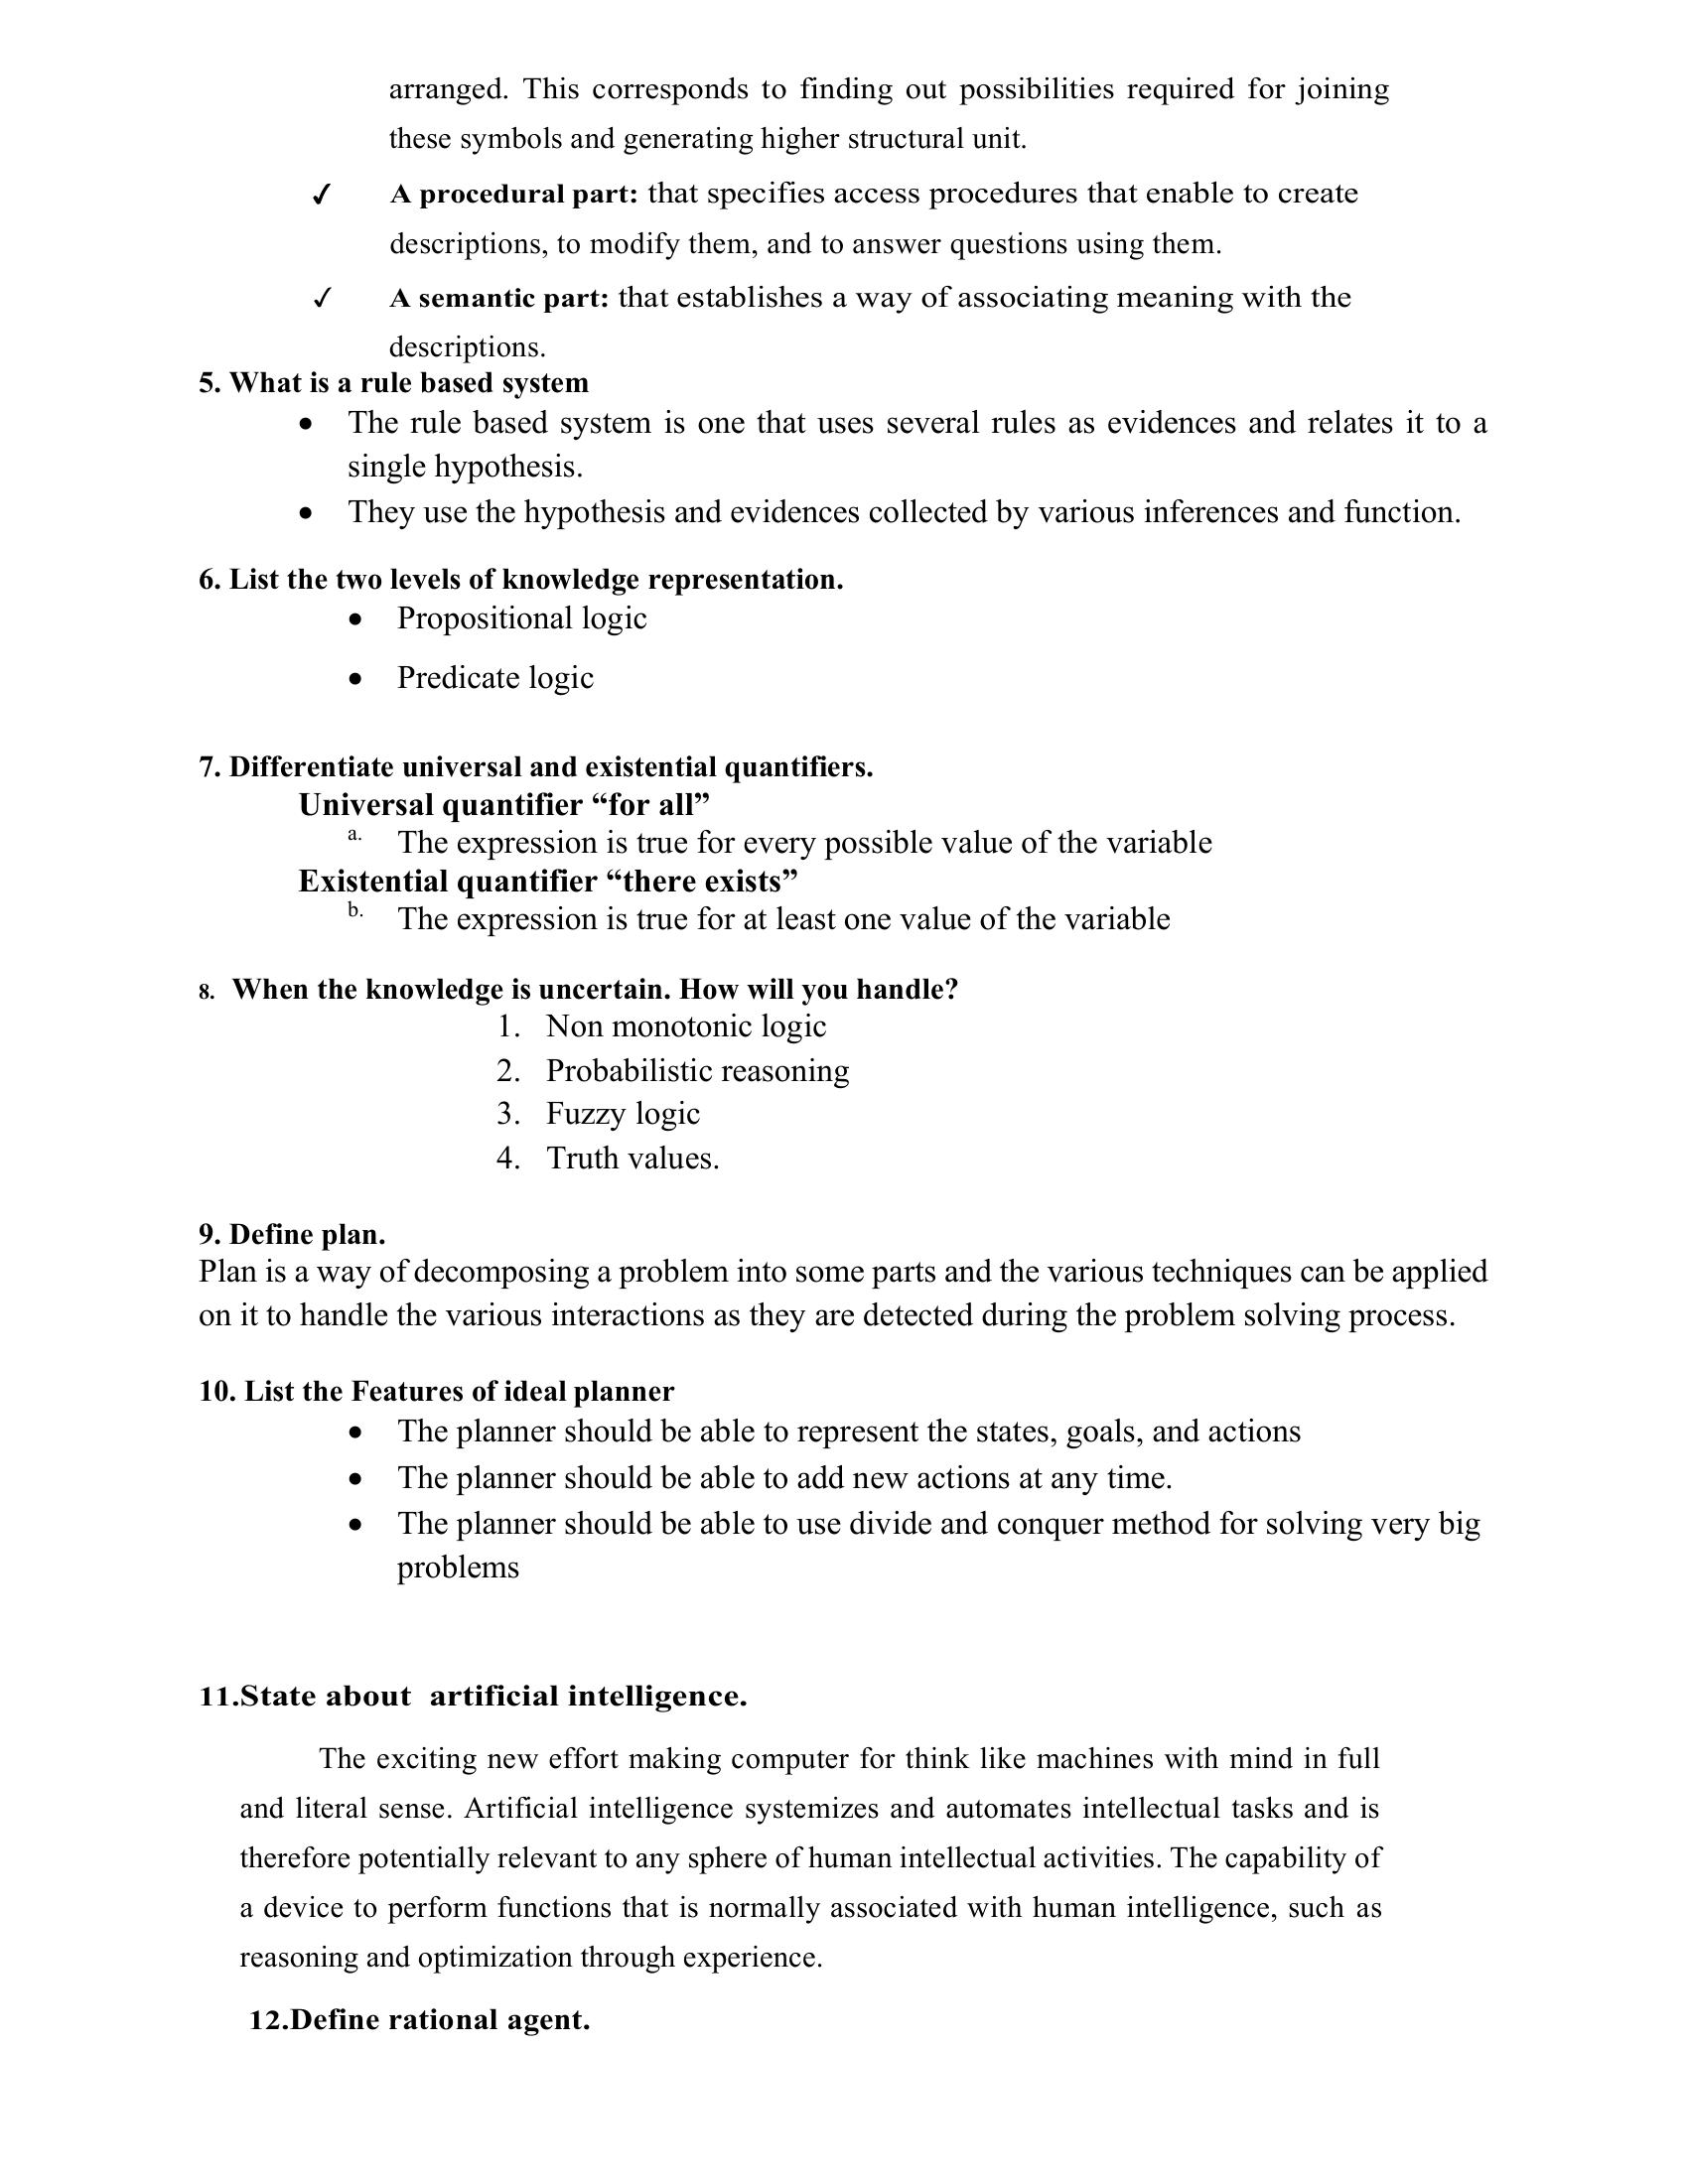 arranged. This corresponds to finding out possibilities required for joining
these symbols and generating higher structural unit.
✓ A procedural part: that specifies access procedures that enable to create
descriptions, to modify them, and to answer questions using them.
✓ A semantic part: that establishes a way of associating meaning with the
descriptions.
5. What is a rule based system
• The rule based system is one that uses several rules as evidences and relates it to a
single hypothesis.
• They use the hypothesis and evidences collected by various inferences and function.
6. List the two levels of knowledge representation.
• Propositional logic
• Predicate logic
7. Differentiate universal and existential quantifiers.
Universal quantifier “for all”
a. The expression is true for every possible value of the variable
Existential quantifier “there exists”
b. The expression is true for at least one value of the variable
8. When the knowledge is uncertain. How will you handle?
1. Non monotonic logic
2. Probabilistic reasoning
3. Fuzzy logic
4. Truth values.
9. Define plan.
Plan is a way of decomposing a problem into some parts and the various techniques can be applied
on it to handle the various interactions as they are detected during the problem solving process.
10. List the Features of ideal planner
• The planner should be able to represent the states, goals, and actions
• The planner should be able to add new actions at any time.
• The planner should be able to use divide and conquer method for solving very big
problems
11.State about artificial intelligence.
The exciting new effort making computer for think like machines with mind in full
and literal sense. Artificial intelligence systemizes and automates intellectual tasks and is
therefore potentially relevant to any sphere of human intellectual activities. The capability of
a device to perform functions that is normally associated with human intelligence, such as
reasoning and optimization through experience.
12.Define rational agent.